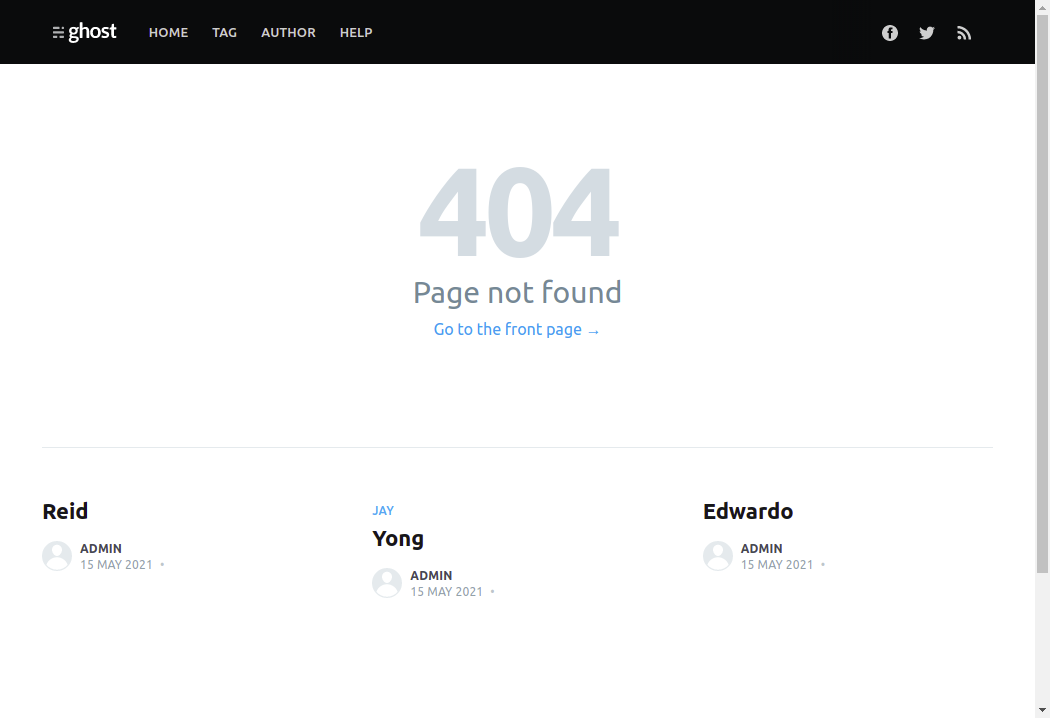 ghost HOME TAG AUTHOR HELP
404
Page not found
Go to the front page →
Reid
ADMIN
15 MAY 2021 •
JAY
Yong
ADMIN
15 MAY 2021 •
Edwardo
ADMIN
15 MAY 2021 •